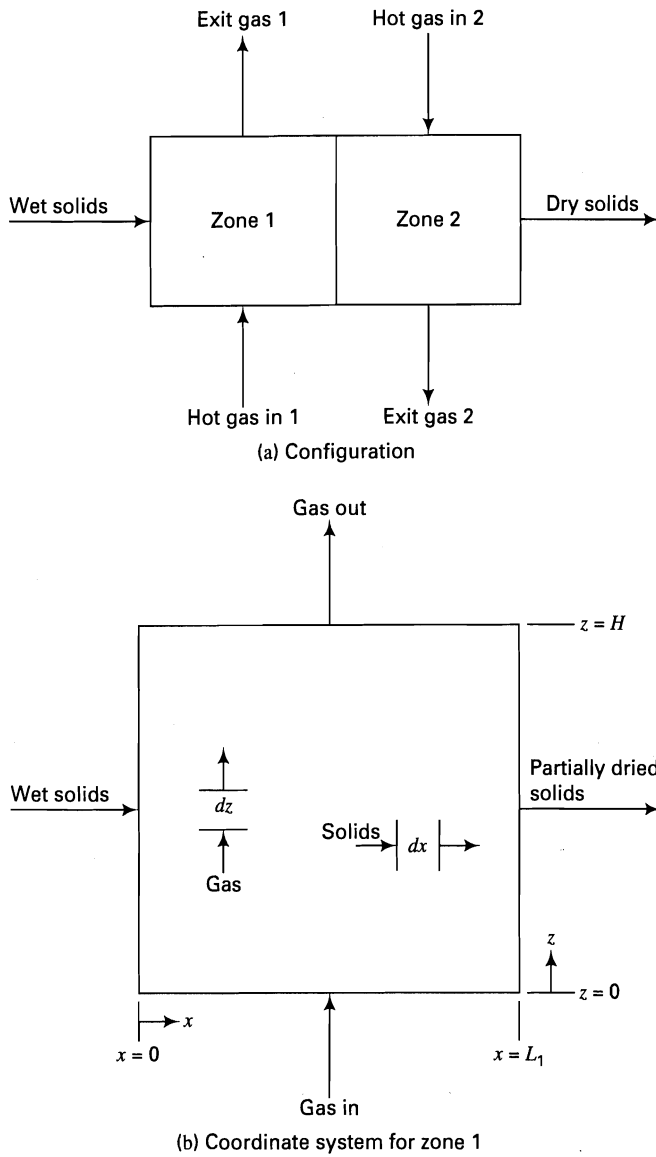 Exit gas 1
Hot gas in 2
Wet solids
Zone 1
Zone 2
Dry solids
Hot gas in 1
Exit gas 2
(a) Configuration
Gas out
z = H
Wet solids
dz
Gas
Solids
dx
Partially dried
solids
z
z = 0
x
x = 0
x = L₁
Gas in
(b) Coordinate system for zone 1